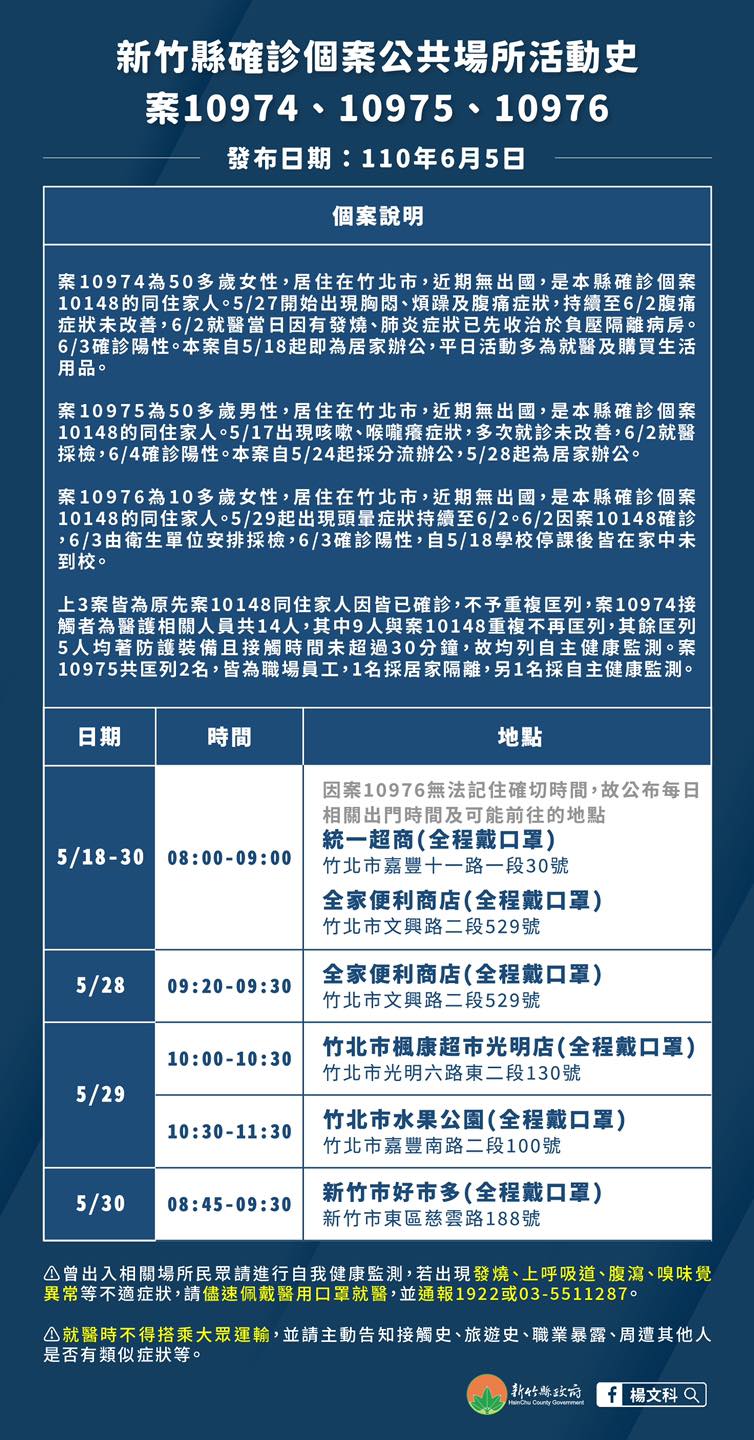 新竹縣確診個案公共場所活動史
案10974、10975、10976
發布日期：110年6月5日
個案說明
案10974為50多歲女性，居住在竹北市，近期無出國，是本縣確診個案
10148的同住家人。5/27開始出現胸悶、煩躁及腹痛症狀，持續至6/2腹痛
症狀未改善，6/2就醫當日因有發燒、肺炎症狀已先收治於負壓隔離病房。
6/3確診陽性。本案自5/18起即為居家辦公，平日活動多為就醫及購買生活
用品。
案10975為50多歲男性，居住在竹北市，近期無出國，是本縣確診個案
10148的同住家人。5/17出現咳嗽、喉嚨癢症狀，多次就診未改善，6/2就醫
採檢，6/4確診陽性。本案自5/24起採分流辦公，5/28起為居家辦公。
案10976為10多歲女性，居住在竹北市，近期無出國，是本縣確診個案
10148的同住家人。5/29起出現頭暈症狀持續至6/2。6/2因案10148確診
，6/3由衛生單位安排採檢，6/3確診陽性，自5/18學校停課後皆在家中未
到校。
上3案皆為原先案10148同住家人因皆已確診，不予重複匡列，案10974接
觸者為醫護相關人員共14人，其中9人與案10148重複不再匡列，其餘匡列
5人均著防護裝備且接觸時間未超過30分鐘，故均列自主健康監測。案
10975共匡列2名，皆為職場員工，1名採居家隔離，另1名採自主健康監測。
日期 時間 地點
因案10976無法記住確切時間，故公布每日
相關出門時間及可能前往的地點
5/18-30 08:00-09:00 統一超商(全程戴口罩)
竹北市嘉豐十一路一段30號
全家便利商店(全程戴口罩)
竹北市文興路二段529號
5/28 09:20-09:30 全家便利商店(全程戴口罩)
竹北市文興路二段529號
5/29 10:00-10:30 竹北市楓康超市光明店(全程戴口罩)
竹北市光明六路東二段130號
10:30-11:30 竹北市水果公園(全程戴口罩)
竹北市嘉豐南路二段100號
5/30 08:45-09:30 新竹市好市多(全程戴口罩)
新竹市東區慈雲路188號
⚠曾出入相關場所民眾請進行自我健康監測，若出現發燒、上呼吸道、腹瀉、嗅味覺
異常等不適症狀，請儘速佩戴醫用口罩就醫，並通報1922或03-5511287。
⚠就醫時不得搭乘大眾運輸，並請主動告知接觸史、旅遊史、職業暴露、周遭其他人
是否有類似症狀等。
新竹縣政府
HsinChu County Government
f 楊文科